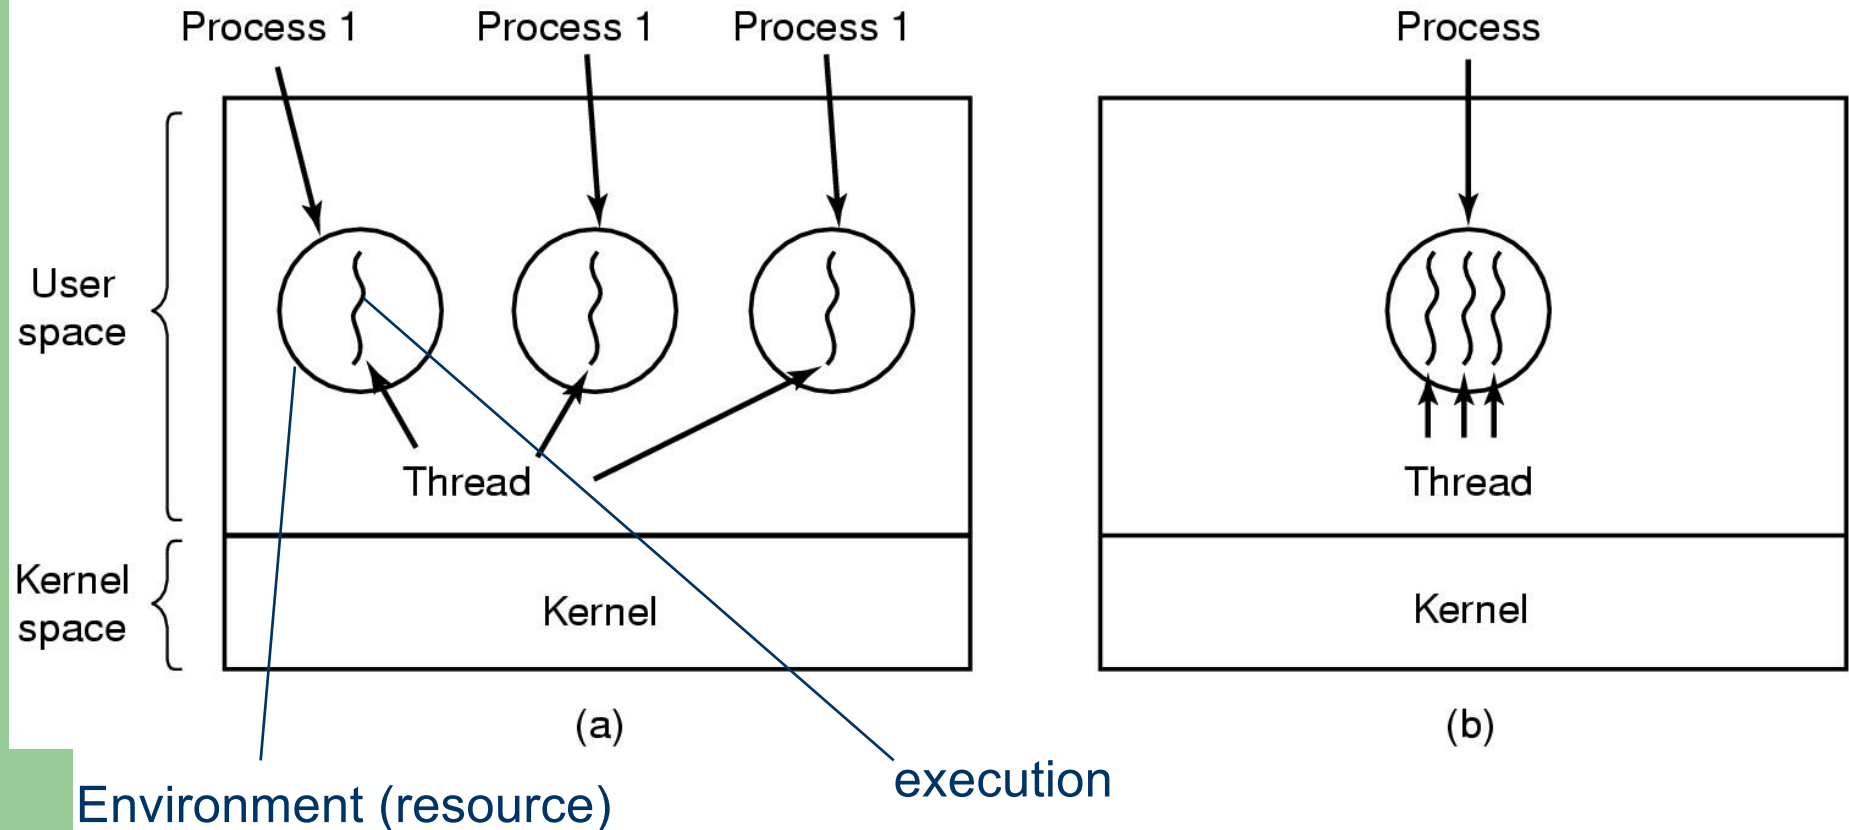 Process 1 Process 1 Process 1
Process
User
space
Thread
Thread
Kernel
space
Kernel
Kernel
(a)
(b)
execution
Environment (resource)